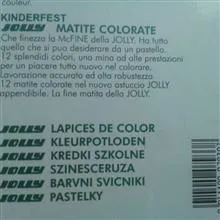 couleur.
KINDERFEST
JOLLY MATITE COLORATE
Che finezza la McFINE della JOLLY. Ha tutto
quello che si puo desiderare da un pastello.
12 splendidi colori, una mina ad alte prestazioni
per un piacere tutto nuovo nel colorare.
Lavorazione accurata ed alta robustezza.
12 matite colorate nel nuovo astuccio JOLLY
appendibile. La fine matita della JOLLY.
JOLLY LAPICES DE COLOR
JOLLY KLEURPOTLODEN
JOLLY KREDKI SZKOLNE
JOLLY SZINESCERUZA
JOLLY BARVNI SVICNIKI
JOLLY PASTELKY